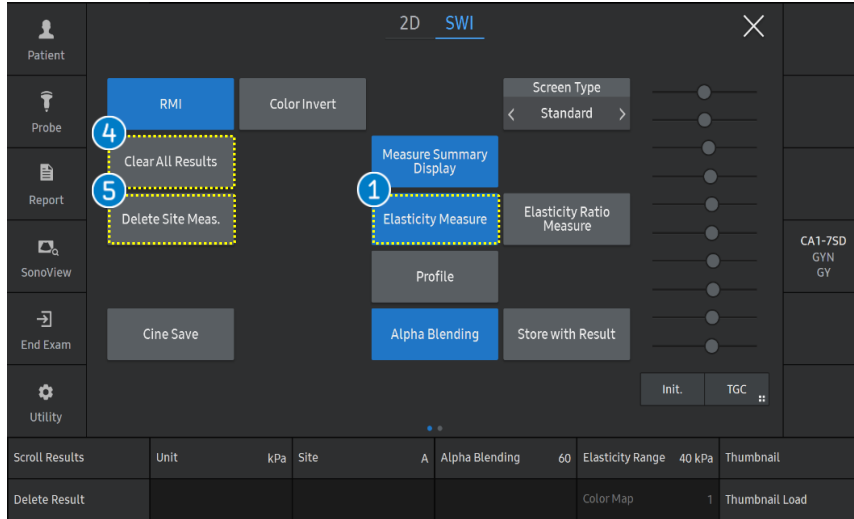 2D SWI
Patient
Probe
Report
SonoView
End Exam
Utility
RMI
Color Invert
Screen Type
< Standard >
4
Clear All Results
Measure Summary
Display
5
Delete Site Meas.
1
Elasticity Measure
Elasticity Ratio
Measure
Profile
Cine Save
Alpha Blending
Store with Result
Init.
TGC
CA1-7SD
GYN
GY
Scroll Results
Unit kPa
Site A
Alpha Blending 60
Elasticity Range 40 kPa
Thumbnail
Delete Result
Color Map 1
Thumbnail Load